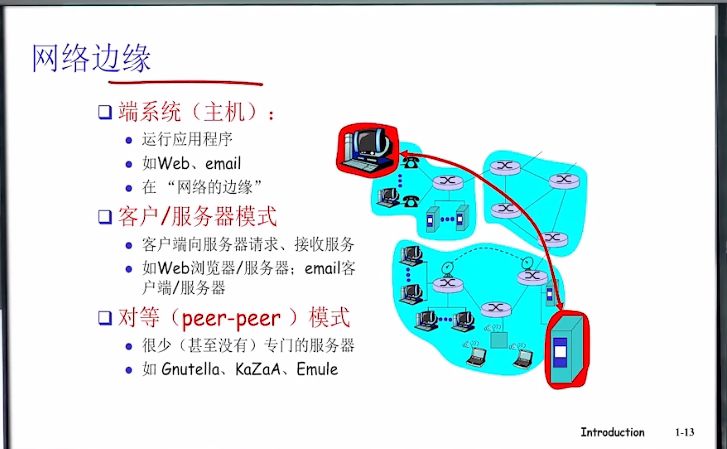 网络边缘
端系统（主机）：
运行应用程序
如Web、email
在 “网络的边缘”
客户/服务器模式
客户端向服务器请求、接收服务
如Web浏览器/服务器；email客
户端/服务器
对等（peer-peer ）模式
很少（甚至没有）专门的服务器
如 Gnutella、KaZaA、Emule
Introduction 1-13